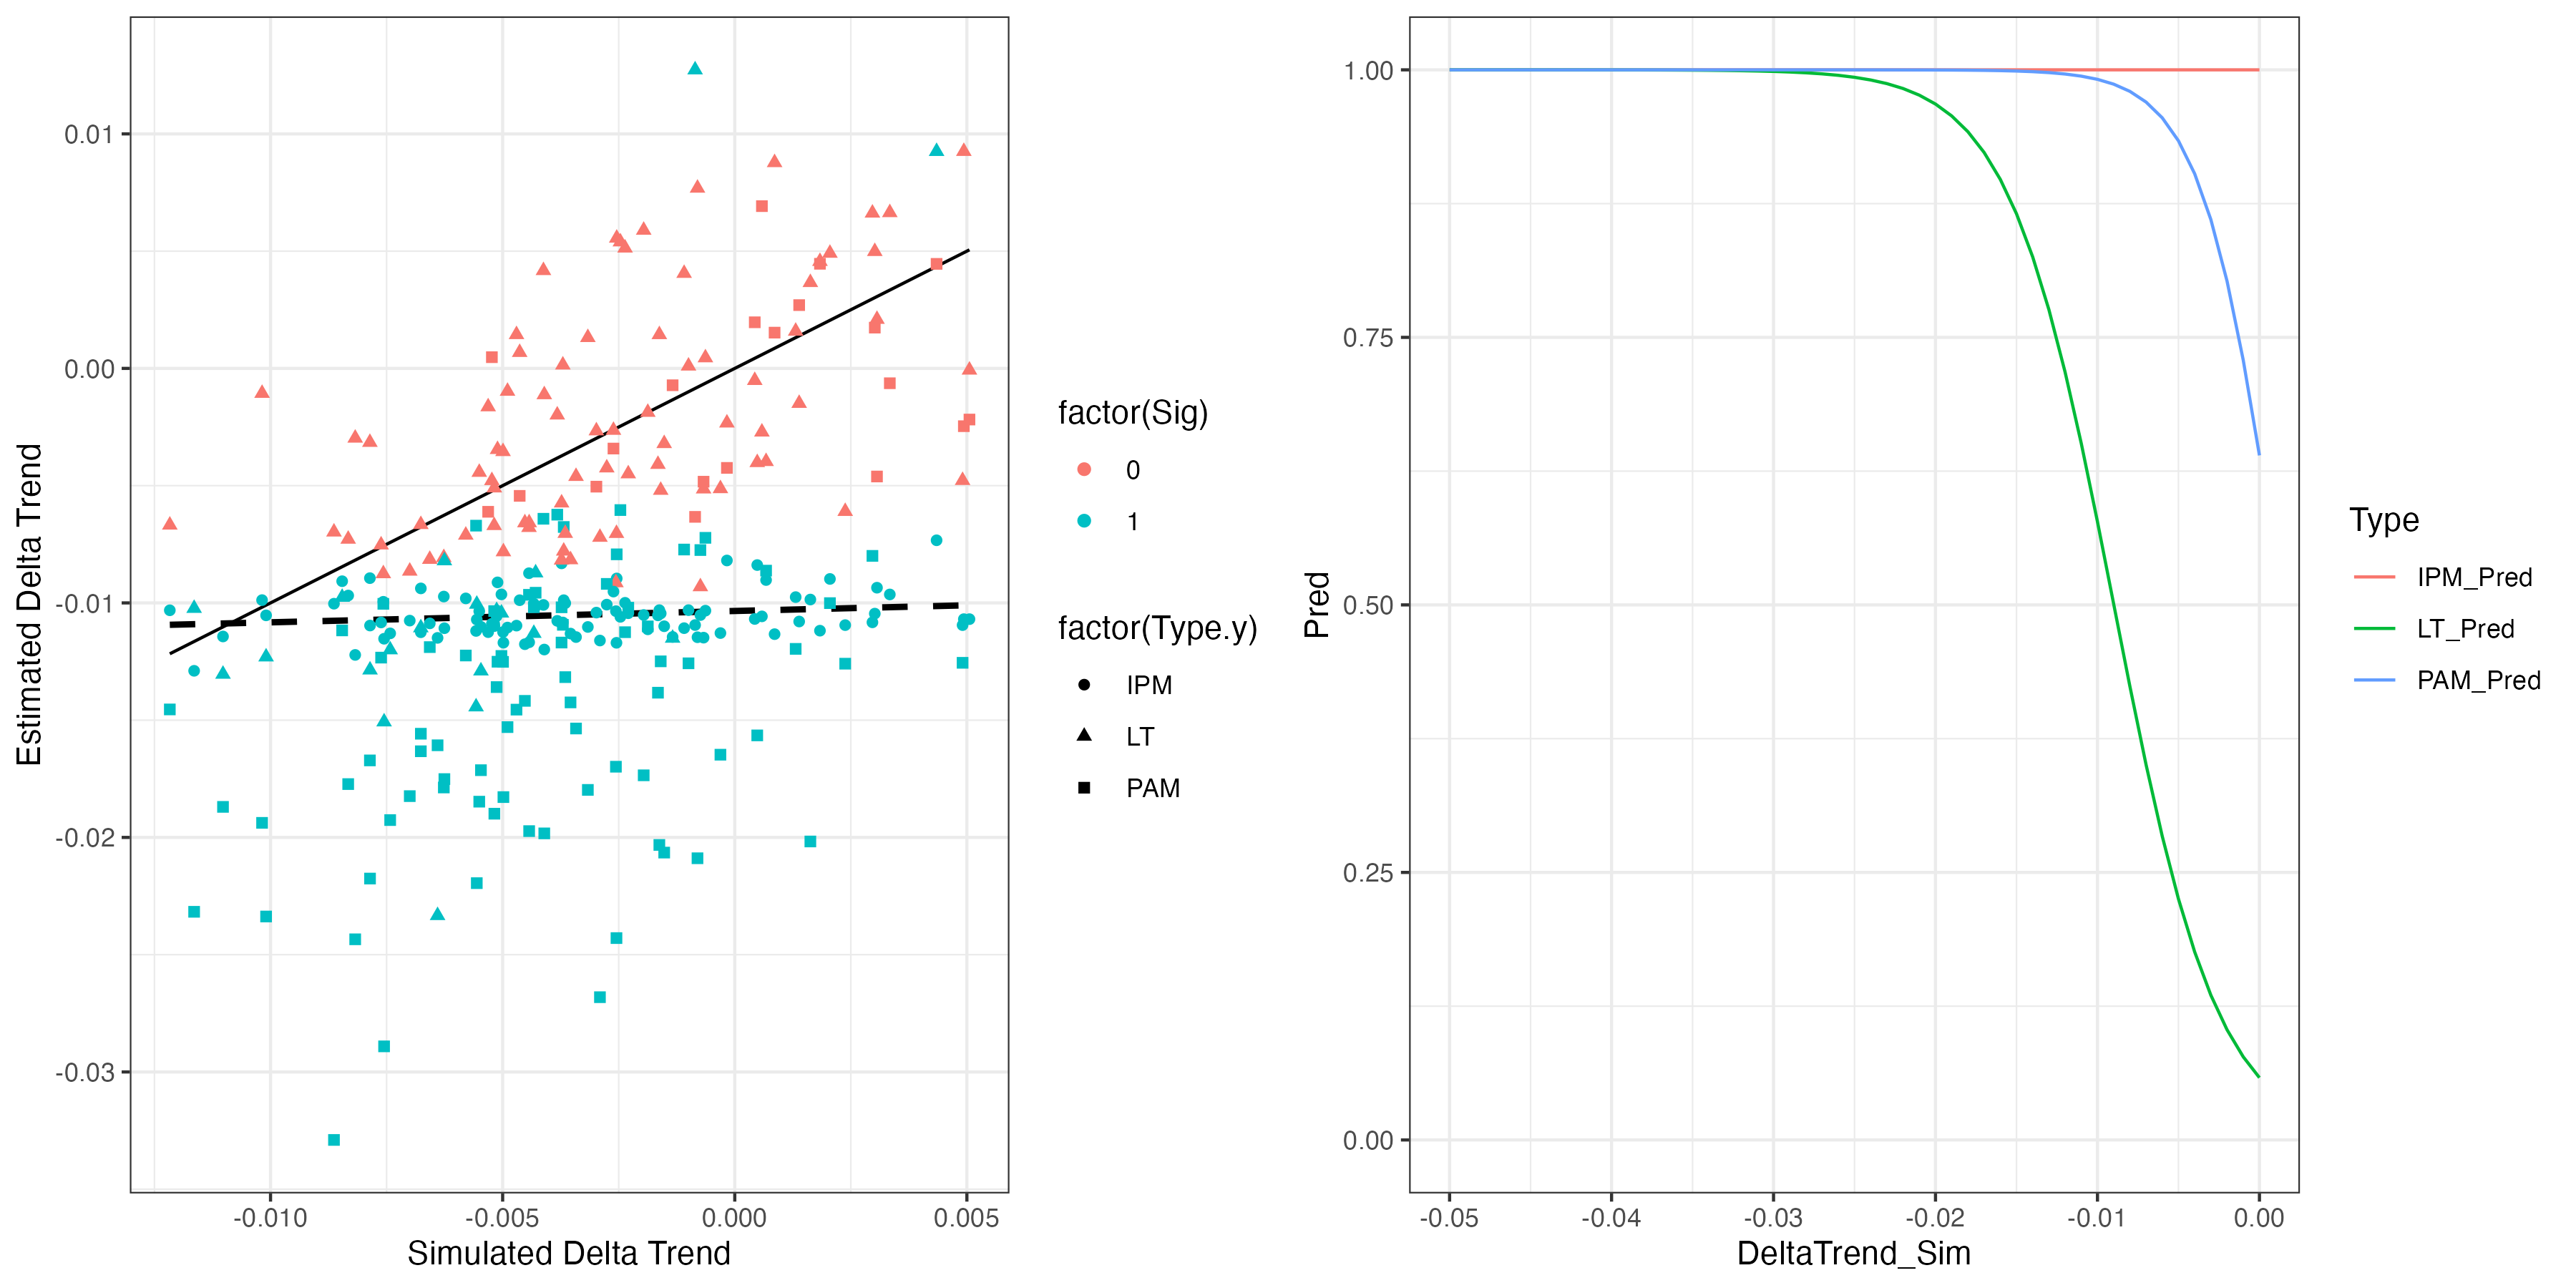 0.01
0.00
-0.01
-0.02
-0.03
Estimated Delta Trend
-0.010
-0.005
0.000
0.005
Simulated Delta Trend
factor(Sig)
0
1
factor(Type.y)
IPM
LT
PAM
1.00
0.75
0.50
0.25
0.00
Pred
-0.05
-0.04
-0.03
-0.02
-0.01
0.00
DeltaTrend_Sim
Type
IPM_Pred
LT_Pred
PAM_Pred